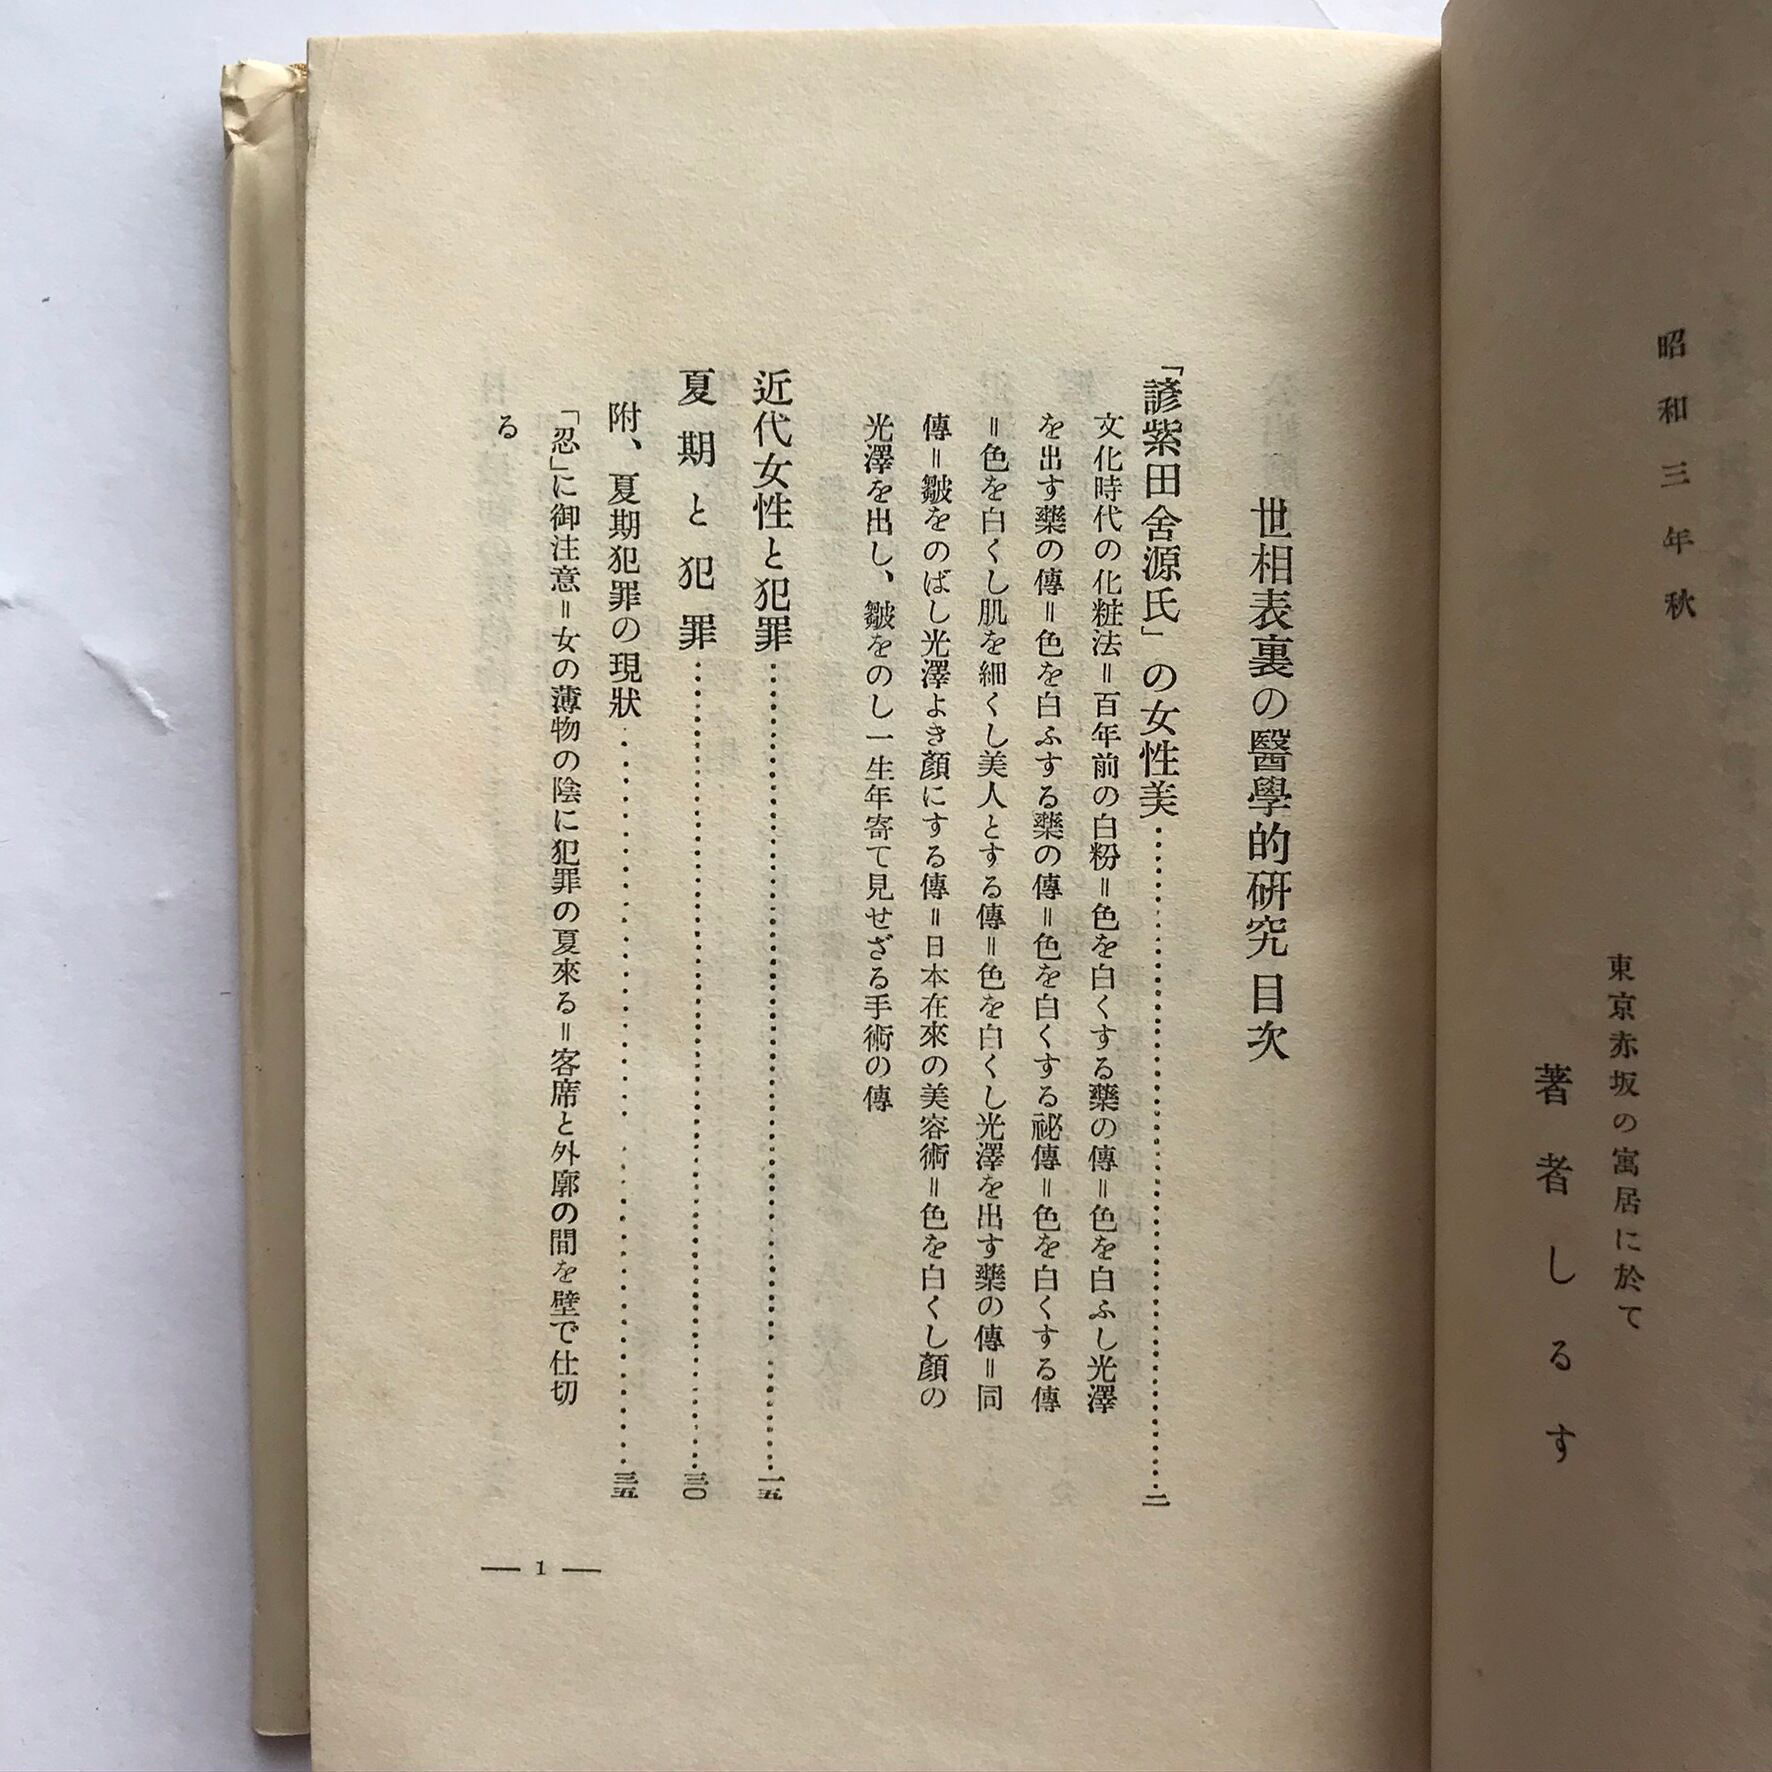 昭和三年秋
東京赤坂の寓居に於て
著者しるす
世相表裏の醫學的硏究 目次
「諺紫田舍源氏」の女性美……………………二
文化時代の化粧法＝百年前の白粉＝色を白くする藥の傳＝色を白ふし光澤
を出す藥の傳＝色を白ふする藥の傳＝色を白くする祕傳＝色を白くする傳
＝色を白くし肌を細くし美人とする傳＝色を白くし光澤を出す藥の傳＝同
傳＝皺をのばし光澤よき顏にする傳＝日本在來の美容術＝色を白くし顏の
光澤を出し、皺をのし一生年寄て見せざる手術の傳
近代女性と犯罪……………………一五
夏期と犯罪……………………三〇
附、夏期犯罪の現狀……………………三五
「忍」に御注意＝女の薄物の陰に犯罪の夏來る＝客席と外廓の間を壁で仕切
る
— 1 —